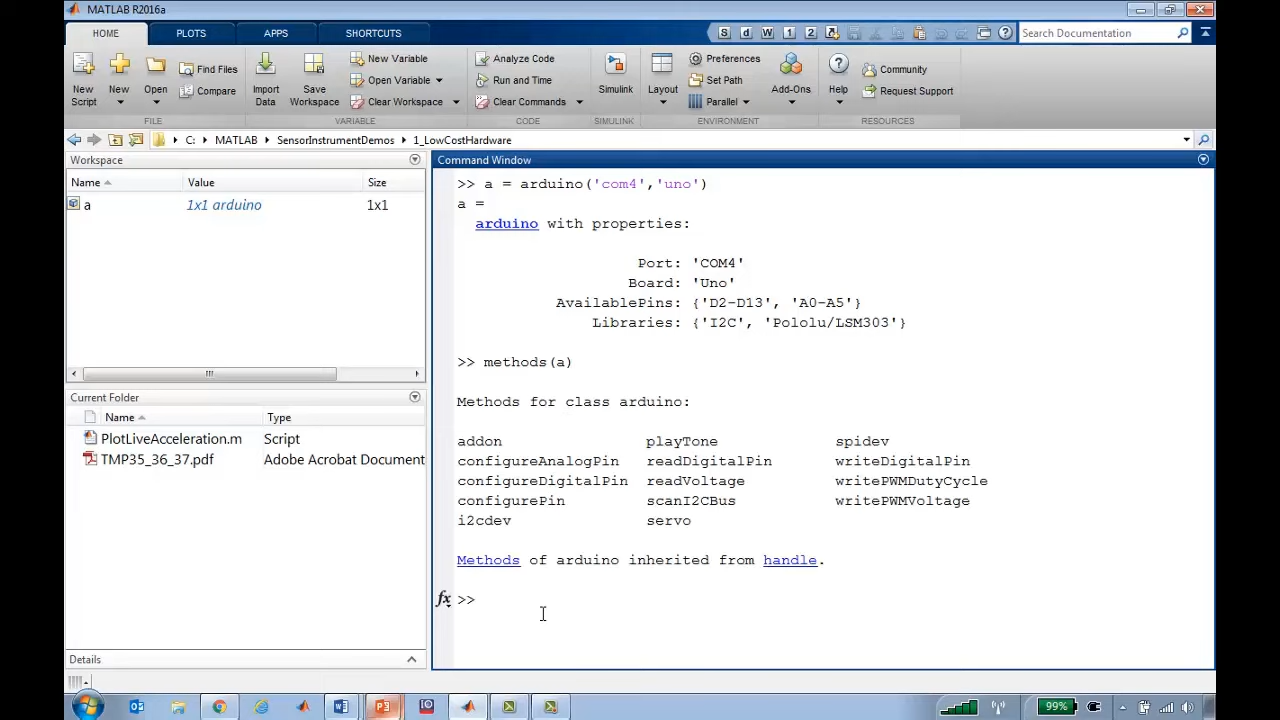 MATLAB R2016a
HOME PLOTS APPS SHORTCUTS
Search Documentation
New Script
New
Open
Find Files
Compare
Import Data
Save Workspace
New Variable
Open Variable
Clear Workspace
Analyze Code
Run and Time
Clear Commands
Simulink
Layout
Preferences
Set Path
Parallel
Add-Ons
Help
Community
Request Support
FILE VARIABLE CODE SIMULINK ENVIRONMENT RESOURCES
C: MATLAB SensorInstrumentDemos 1_LowCostHardware
Workspace
Name Value Size
a 1x1 arduino 1x1
Current Folder
Name Type
PlotLiveAcceleration.m Script
TMP35_36_37.pdf Adobe Acrobat Document
Details
Command Window
>> a = arduino('com4','uno')
a =
arduino with properties:
Port: 'COM4'
Board: 'Uno'
AvailablePins: {'D2-D13', 'A0-A5'}
Libraries: {'I2C', 'Pololu/LSM303'}
>> methods(a)
Methods for class arduino:
addon playTone spidev
configureAnalogPin readDigitalPin writeDigitalPin
configureDigitalPin readVoltage writePWMDutyCycle
configurePin scanI2CBus writePWMVoltage
i2cdev servo
Methods of arduino inherited from handle.
fx >>
99%